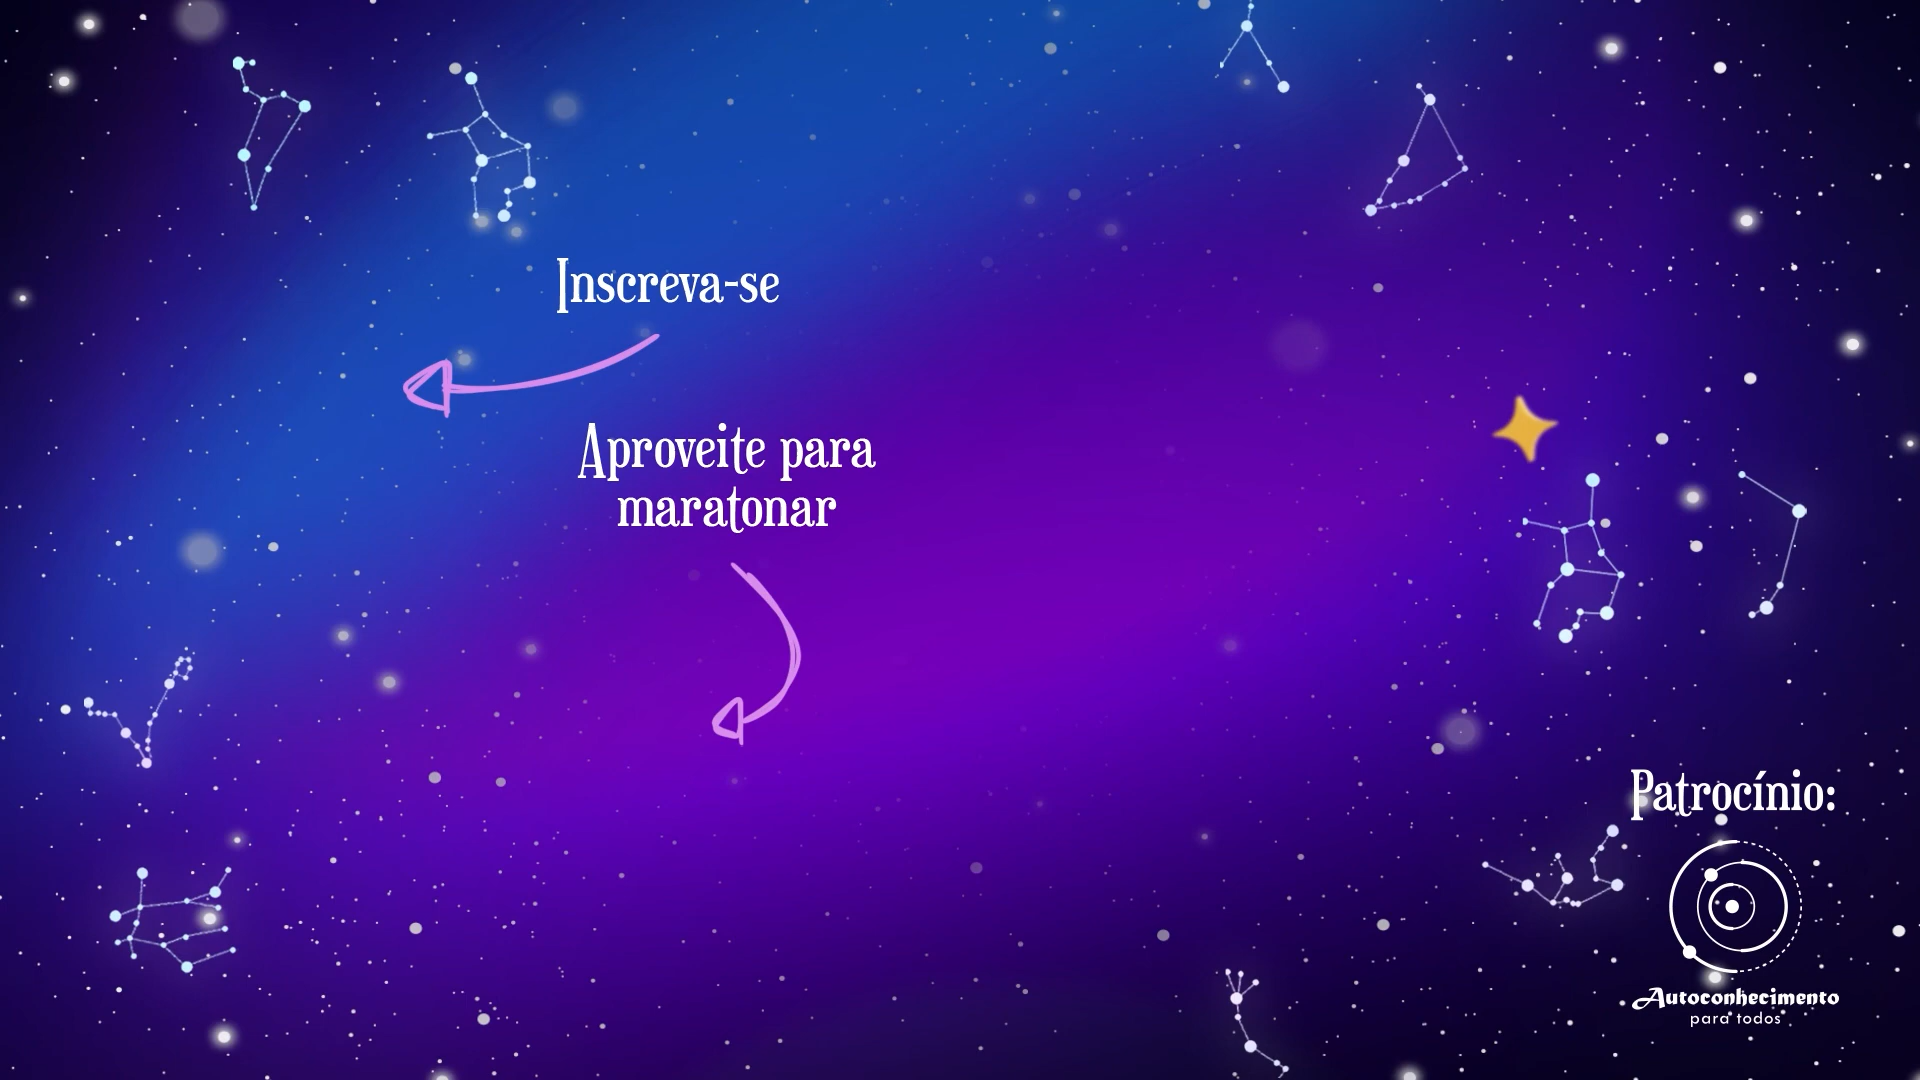 Inscreva-se
Aproveite para
maratonar
Patrocínio:
Autoconhecimento
para todos